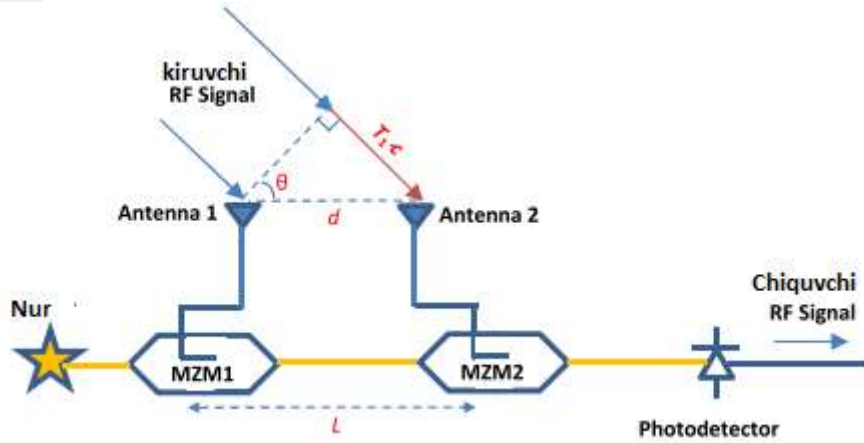 kiruvchi
RF Signal
T₁c
θ
Antenna 1
d
Antenna 2
Nur
Chiquvchi
RF Signal
MZM1
MZM2
L
Photodetector